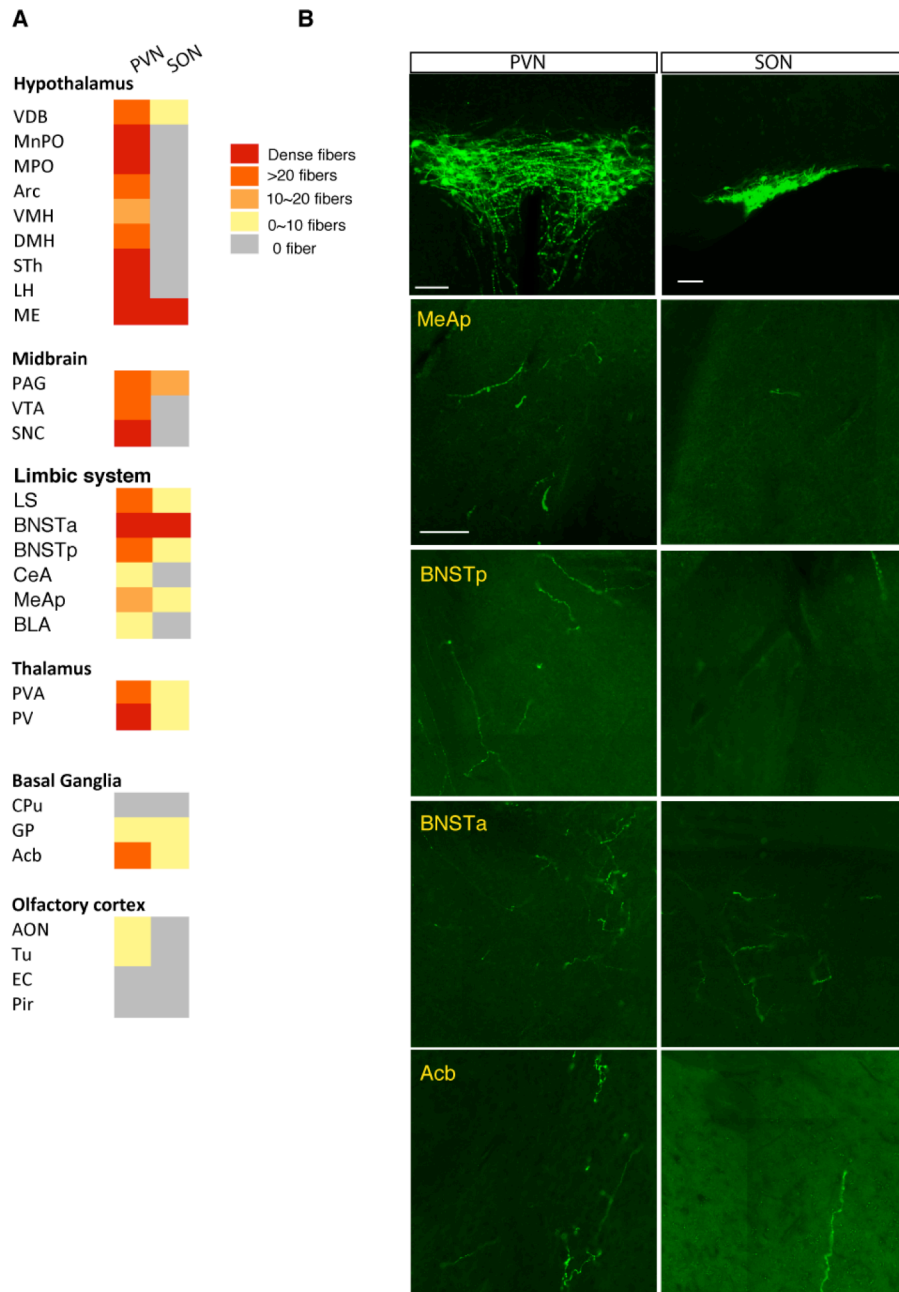 A
PVN
SON
Hypothalamus
VDB
MnPO
MPO
Arc
VMH
DMH
STh
LH
ME
Dense fibers
>20 fibers
10~20 fibers
0~10 fibers
0 fiber
Midbrain
PAG
VTA
SNC
Limbic system
LS
BNSTa
BNSTp
CeA
MeAp
BLA
Thalamus
PVA
PV
Basal Ganglia
CPu
GP
Acb
Olfactory cortex
AON
Tu
EC
Pir
B
PVN
SON
MeAp
BNSTp
BNSTa
Acb